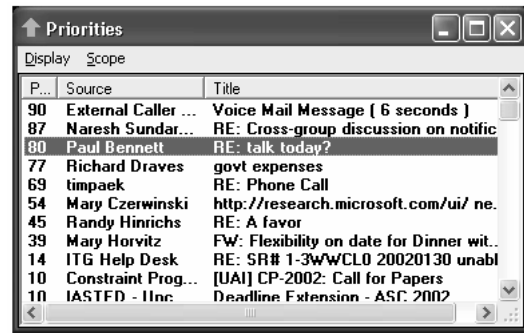 Priorities
Display Scope
P... Source Title
90 External Caller ... Voice Mail Message ( 6 seconds )
87 Naresh Sundar... RE: Cross-group discussion on notific
80 Paul Bennett RE: talk today?
77 Richard Draves govt expenses
69 timpaek RE: Phone Call
54 Mary Czerwinski http://research.microsoft.com/ui/ ne.
45 Randy Hinrichs RE: A favor
39 Mary Horvitz FW: Flexibility on date for Dinner wit..
14 ITG Help Desk RE: SR# 1-3WWCL0 20020130 unabl
10 Constraint Prog... [UAI] CP-2002: Call for Papers
10 IASTED - Deadline Extension - ASC 2002